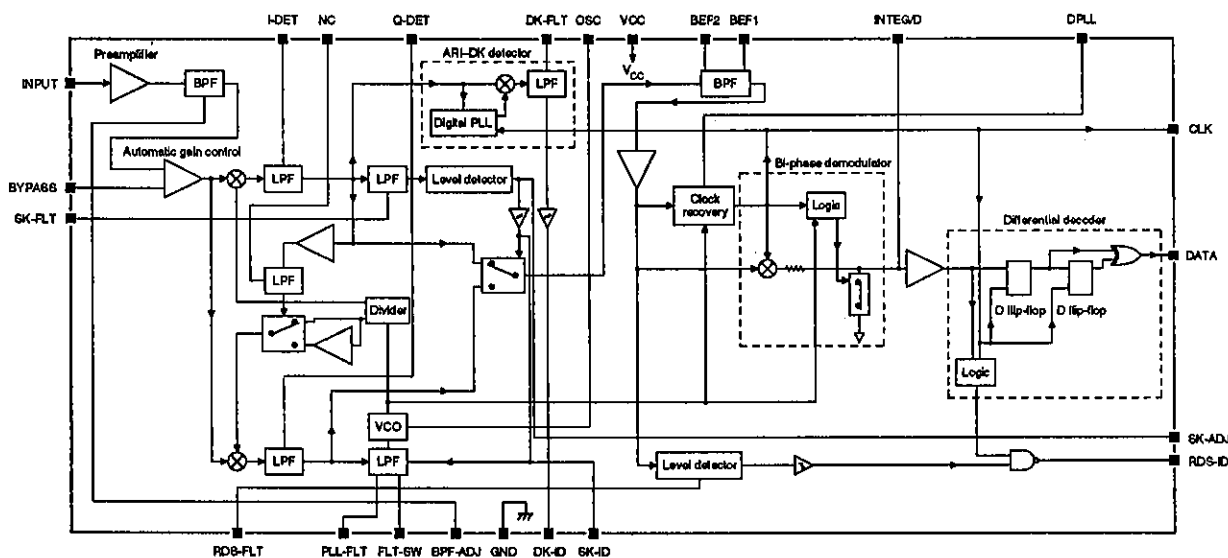 I-DET NC Q-DET DK-FLT OSC VCC BEF2 BEF1 INTEG/D DPLL
Preamplifier
ARI-DK detector
INPUT
BPF
LPF
VCC
BPF
Digital PLL
CLK
Automatic gain control
Bi-phase demodulator
BYPASS
LPF
LPF
Level detector
Clock
recovery
Logic
SK-FLT
Differential decoder
DATA
LPF
Divider
D flip-flop
D flip-flop
Logic
VCO
SK-ADJ
LPF
LPF
Level detector
RDS-ID
RDS-FLT PLL-FLT FLT-SW BPF-ADJ GND DK-ID SK-ID